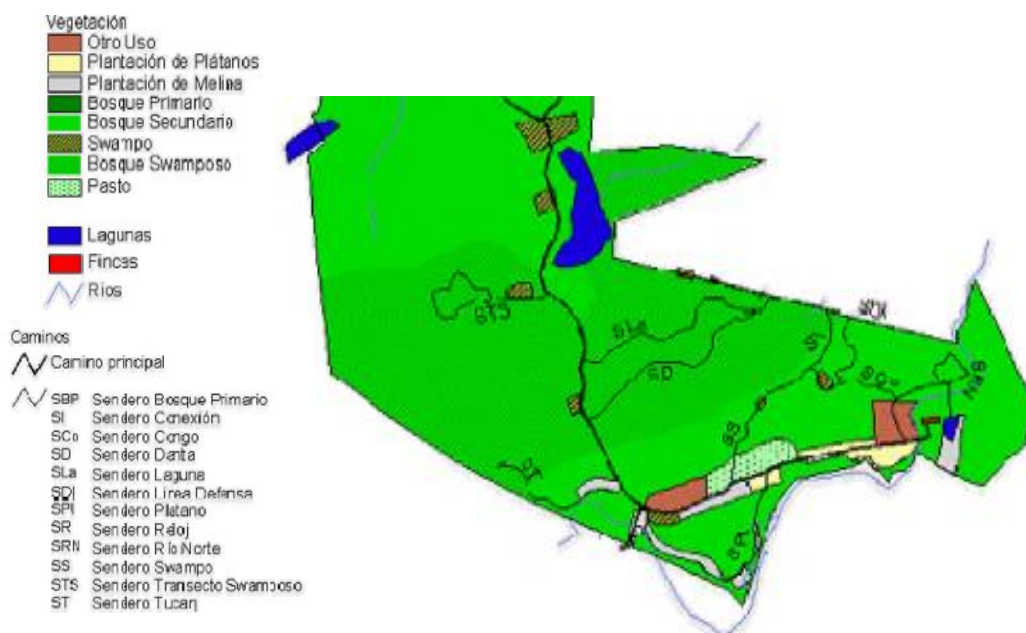 Vegetación
Otro Uso
Plantación de Plátanos
Plantación de Melina
Bosque Primario
Bosque Secundario
Swampo
Bosque Swamposo
Pasto
Lagunas
Fincas
Rios
Caminos
Camino principal
SBP Sendero Bosque Primario
SI Sendero Conexión
SCo Sendero Congo
SD Sendero Danta
SLa Sendero Laguna
SDl Sendero Linea Defensa
SPl Sendero Platano
SR Sendero Reloj
SRN Sendero Río Norte
SS Sendero Swampo
STS Sendero Transecto Swamposo
ST Sendero Tucan
STS
SLa
SD
SI
SS